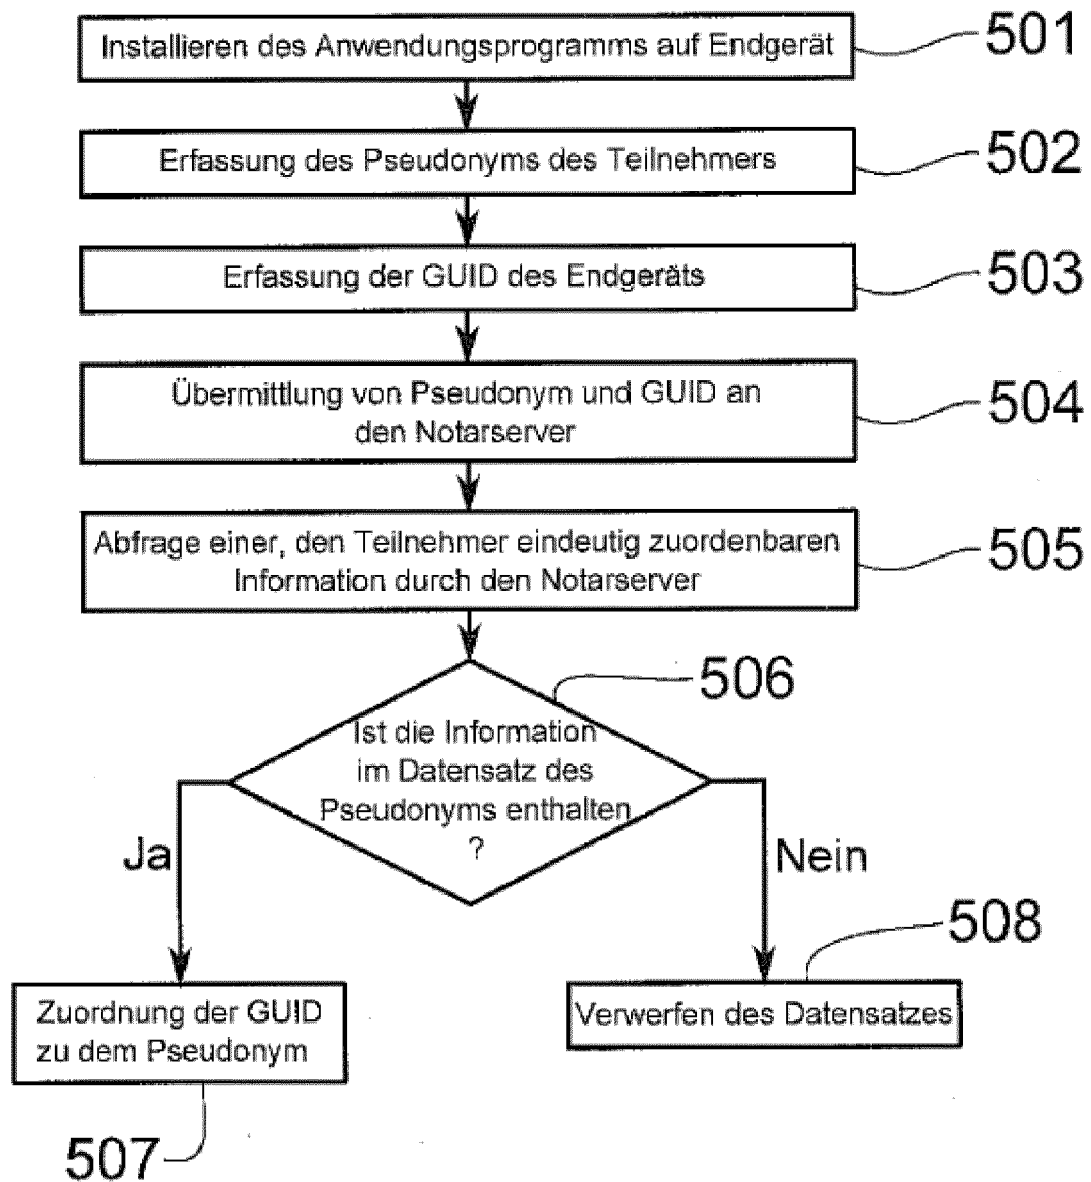 Installieren des Anwendungsprogramms auf Endgerät
501
Erfassung des Pseudonyms des Teilnehmers
502
Erfassung der GUID des Endgeräts
503
Übermittlung von Pseudonym und GUID an
den Notarserver
504
Abfrage einer, den Teilnehmer eindeutig zuordenbaren
Information durch den Notarserver
505
506
Ist die Information
im Datensatz des
Pseudonyms enthalten
?
Ja
Nein
508
Zuordnung der GUID
zu dem Pseudonym
Verwerfen des Datensatzes
507